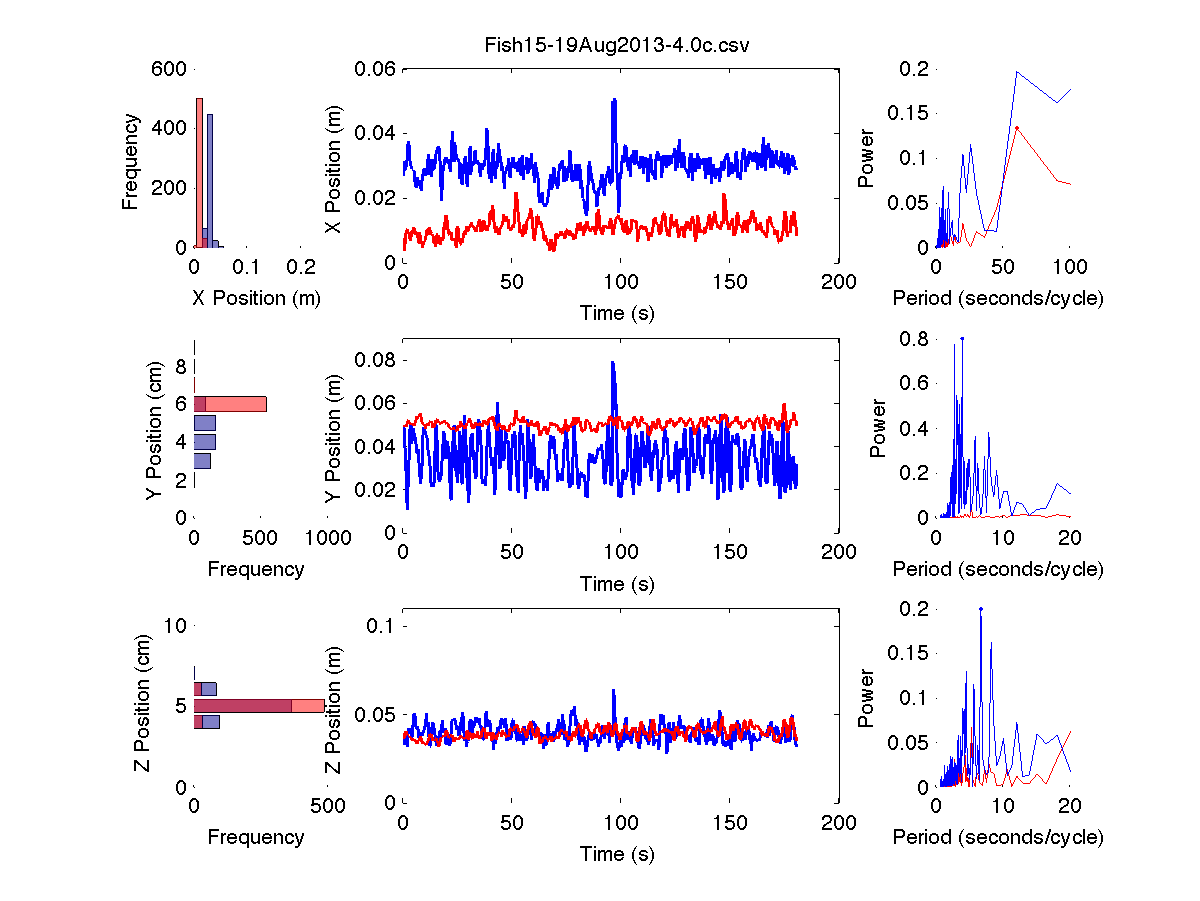 Fish15-19Aug2013-4.0c.csv
600
400
200
0
Frequency
0 0.1 0.2
X Position (m)
0.06
0.04
0.02
0
X Position (m)
0 50 100 150 200
Time (s)
0.2
0.15
0.1
0.05
0
Power
0 50 100
Period (seconds/cycle)
8
6
4
2
0
Y Position (cm)
0 500 1000
Frequency
0.08
0.06
0.04
0.02
0
Y Position (m)
0 50 100 150 200
Time (s)
0.8
0.6
0.4
0.2
0
Power
0 10 20
Period (seconds/cycle)
10
5
0
Z Position (cm)
0 500
Frequency
0.1
0.05
0
Z Position (m)
0 50 100 150 200
Time (s)
0.2
0.15
0.1
0.05
0
Power
0 10 20
Period (seconds/cycle)